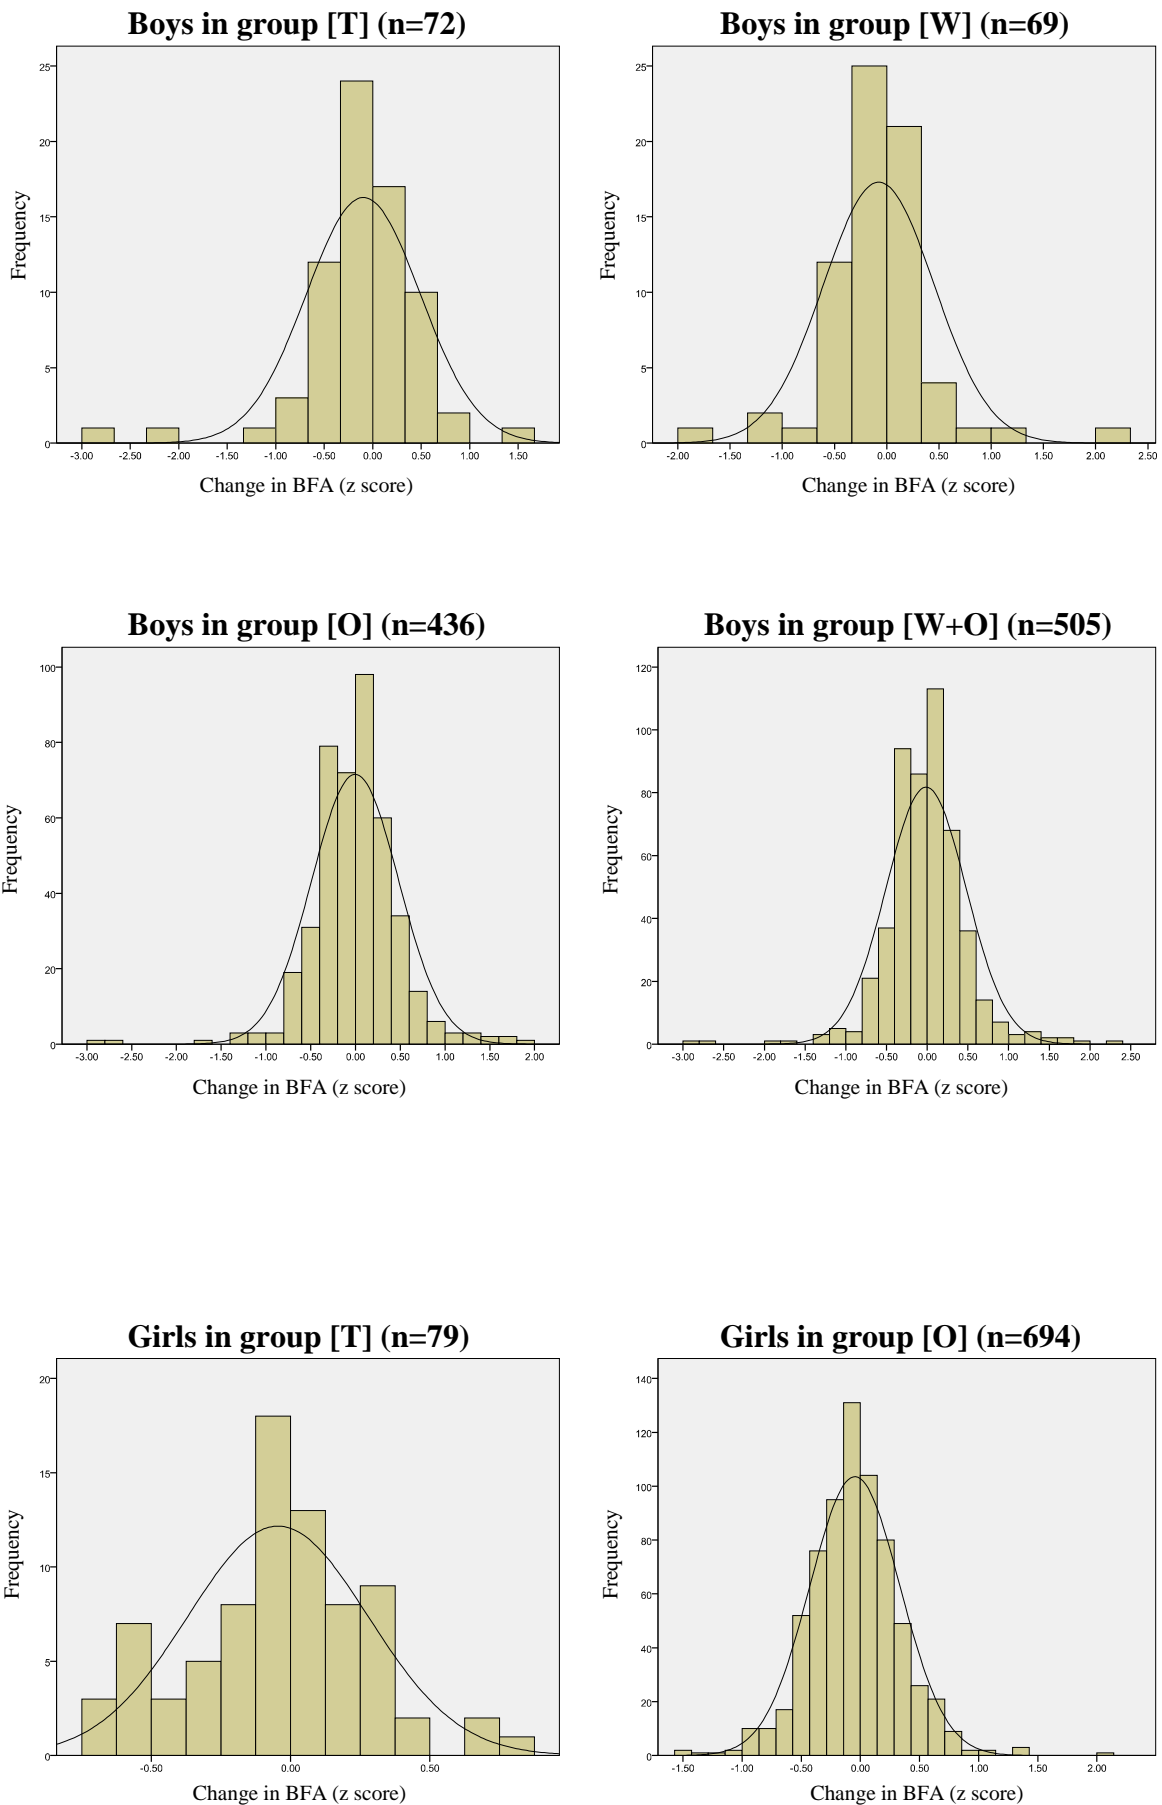 Boys in group [T] (n=72)
Frequency
25
20
15
10
5
0
-3.00 -2.50 -2.00 -1.50 -1.00 -0.50 0.00 0.50 1.00 1.50
Change in BFA (z score)
Boys in group [W] (n=69)
Frequency
25
20
15
10
5
0
-2.00 -1.50 -1.00 -0.50 0.00 0.50 1.00 1.50 2.00 2.50
Change in BFA (z score)
Boys in group [O] (n=436)
Frequency
100
80
60
40
20
0
-3.00 -2.50 -2.00 -1.50 -1.00 -0.50 0.00 0.50 1.00 1.50 2.00
Change in BFA (z score)
Boys in group [W+O] (n=505)
Frequency
120
100
80
60
40
20
0
-3.00 -2.50 -2.00 -1.50 -1.00 -0.50 0.00 0.50 1.00 1.50 2.00 2.50
Change in BFA (z score)
Girls in group [T] (n=79)
Frequency
20
15
10
5
0
-0.50 0.00 0.50
Change in BFA (z score)
Girls in group [O] (n=694)
Frequency
140
120
100
80
60
40
20
0
-1.50 -1.00 -0.50 0.00 0.50 1.00 1.50 2.00
Change in BFA (z score)